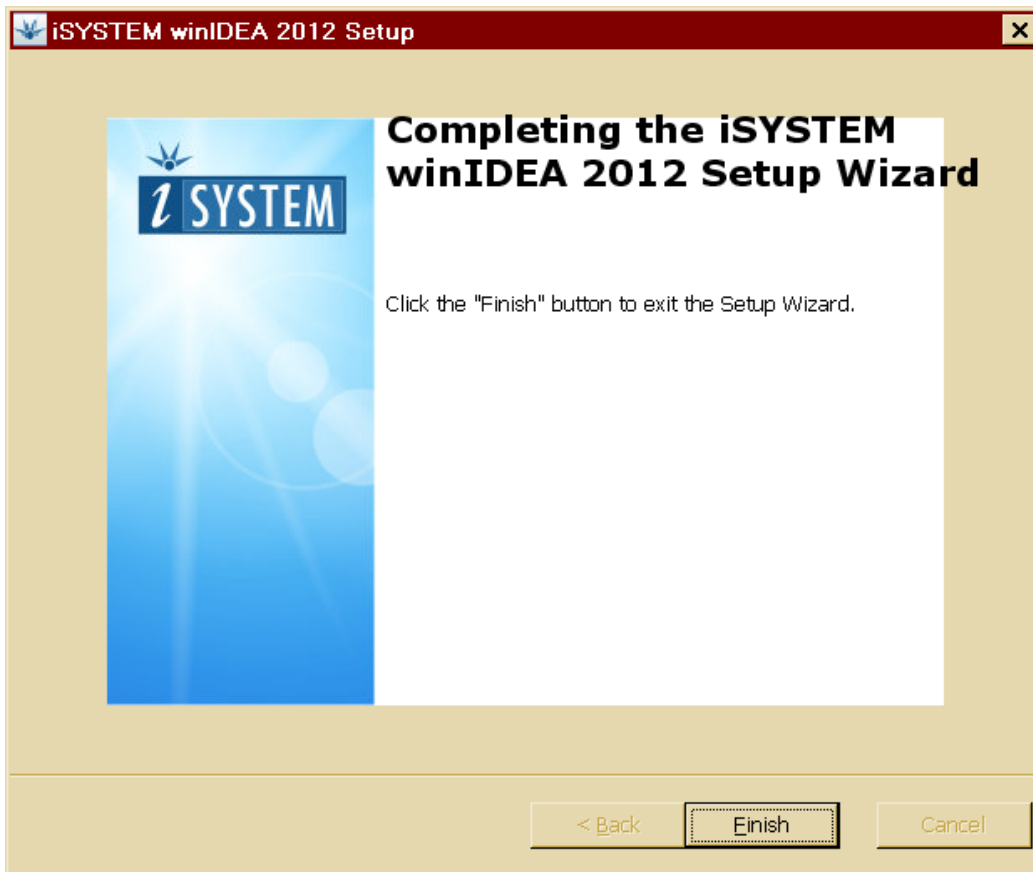 iSYSTEM winIDEA 2012 Setup
i SYSTEM
Completing the iSYSTEM
winIDEA 2012 Setup Wizard
Click the "Finish" button to exit the Setup Wizard.
< Back Finish Cancel